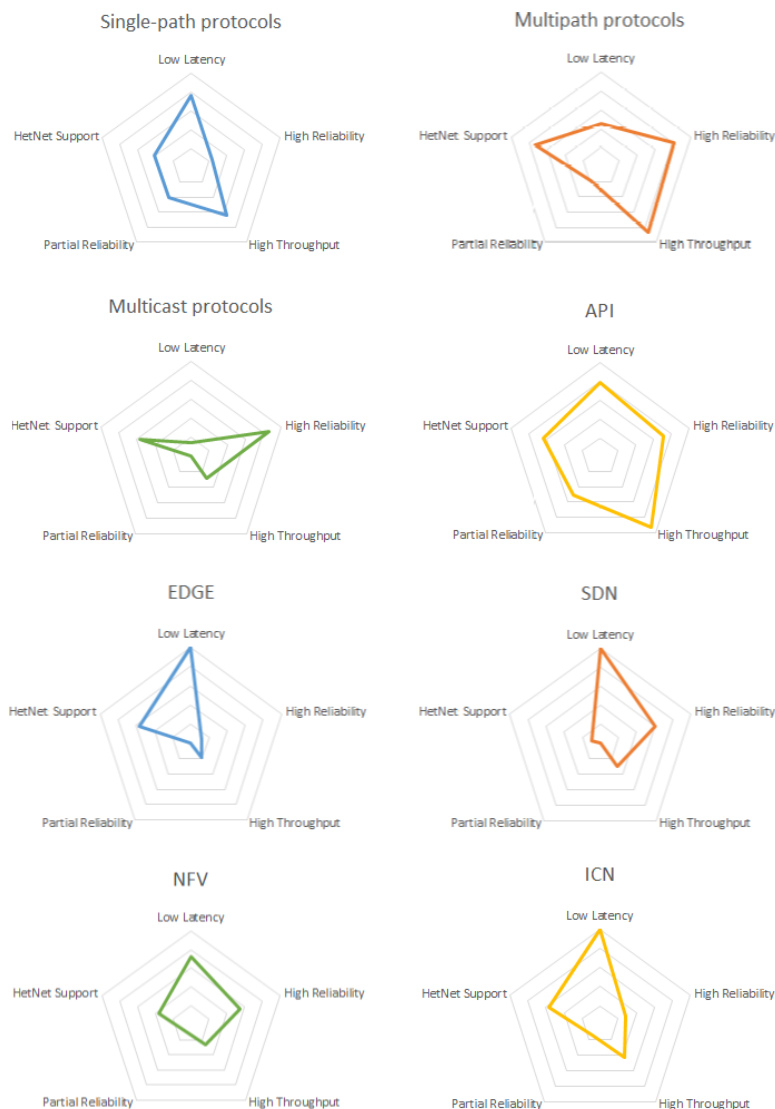 Single-path protocols
Low Latency
HetNet Support
High Reliability
Partial Reliability
High Throughput
Multipath protocols
Low Latency
HetNet Support
High Reliability
Partial Reliability
High Throughput
Multicast protocols
Low Latency
HetNet Support
High Reliability
Partial Reliability
High Throughput
API
Low Latency
HetNet Support
High Reliability
Partial Reliability
High Throughput
EDGE
Low Latency
HetNet Support
High Reliability
Partial Reliability
High Throughput
SDN
Low Latency
HetNet Support
High Reliability
Partial Reliability
High Throughput
NFV
Low Latency
HetNet Support
High Reliability
Partial Reliability
High Throughput
ICN
Low Latency
HetNet Support
High Reliability
Partial Reliability
High Throughput